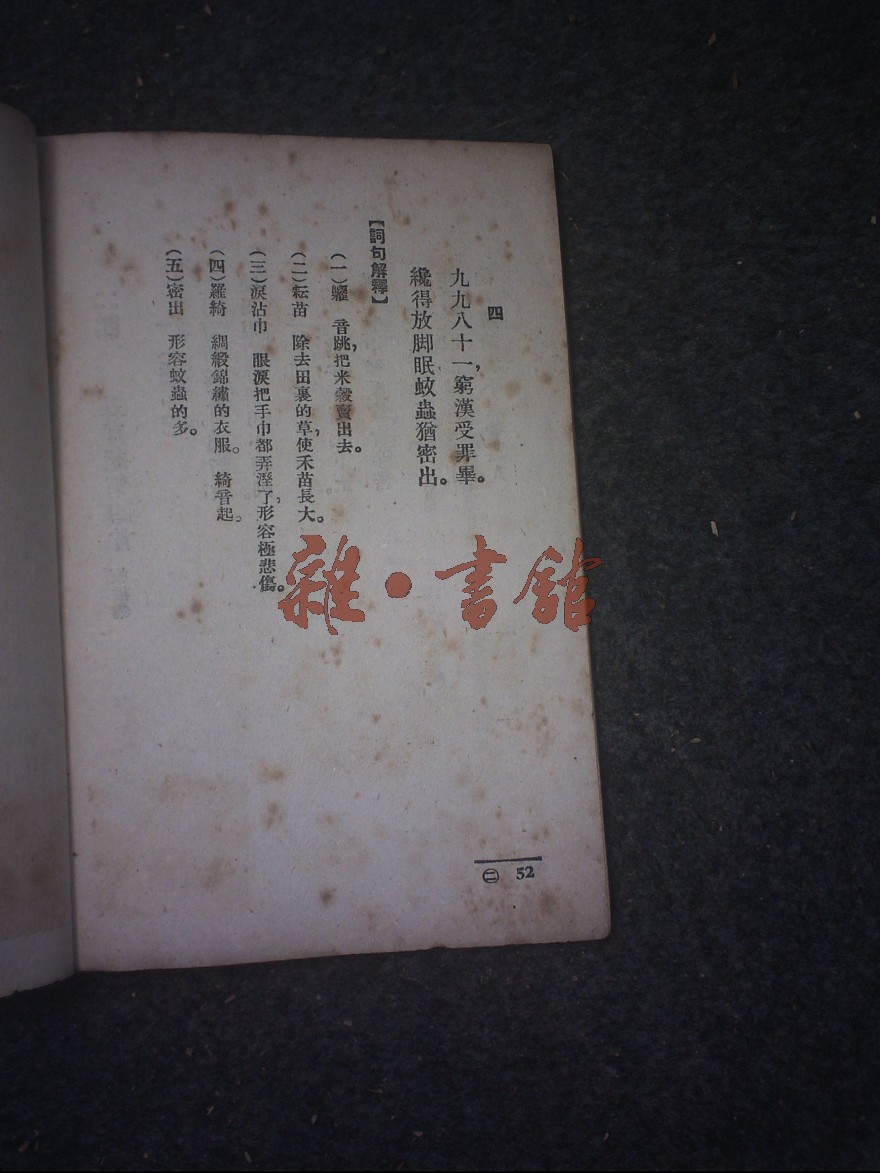 四
九九八十一，窮漢受罪畢。
纔得放脚眠蚊蟲猶密出。
【詞句解釋】
(一)糶　音跳，把米穀賣出去。
(二)耘苗　除去田裏的草，使禾苗長大。
(三)淚沾巾　眼淚把手巾都弄溼了，形容極悲傷。
(四)羅綺　綢緞錦繡的衣服。　綺音起。
(五)密出　形容蚊蟲的多。
㊁ 52
雜·書館